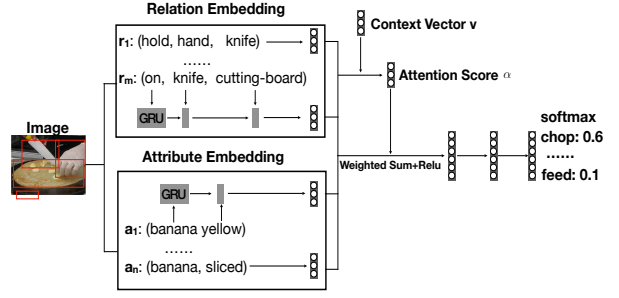 Relation Embedding
r1: (hold, hand, knife)
......
rm: (on, knife, cutting-board)
GRU
Context Vector v
Attention Score α
Image
Attribute Embedding
GRU
a1: (banana yellow)
......
an: (banana, sliced)
Weighted Sum+Relu
softmax
chop: 0.6
......
feed: 0.1